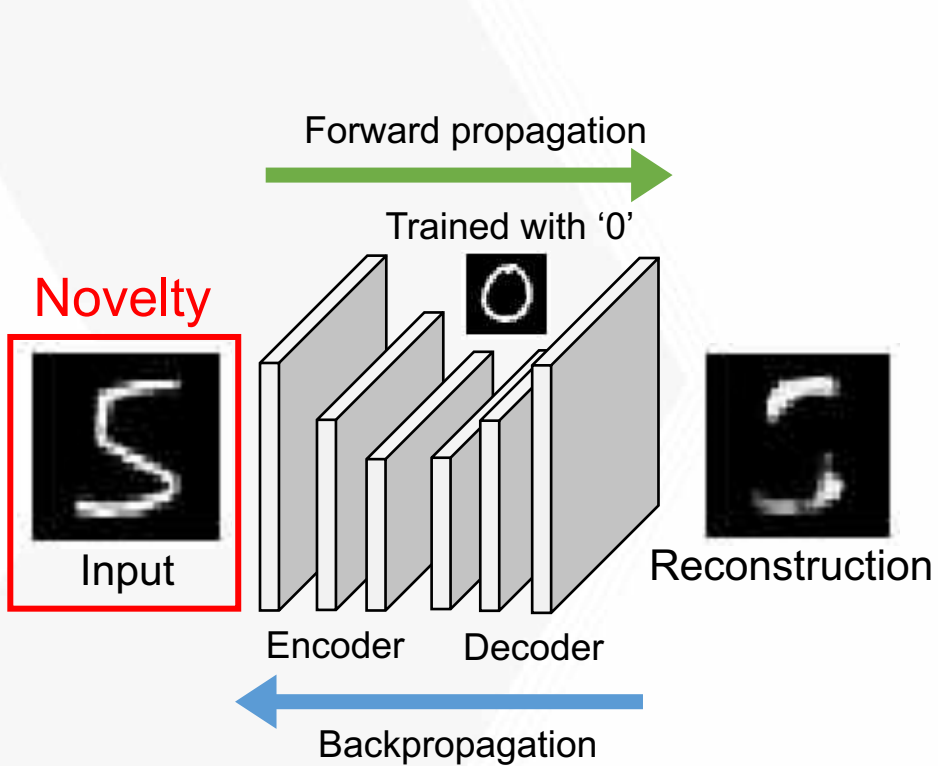 Forward propagation
Trained with ‘0’
Novelty
Input
Reconstruction
Encoder
Decoder
Backpropagation